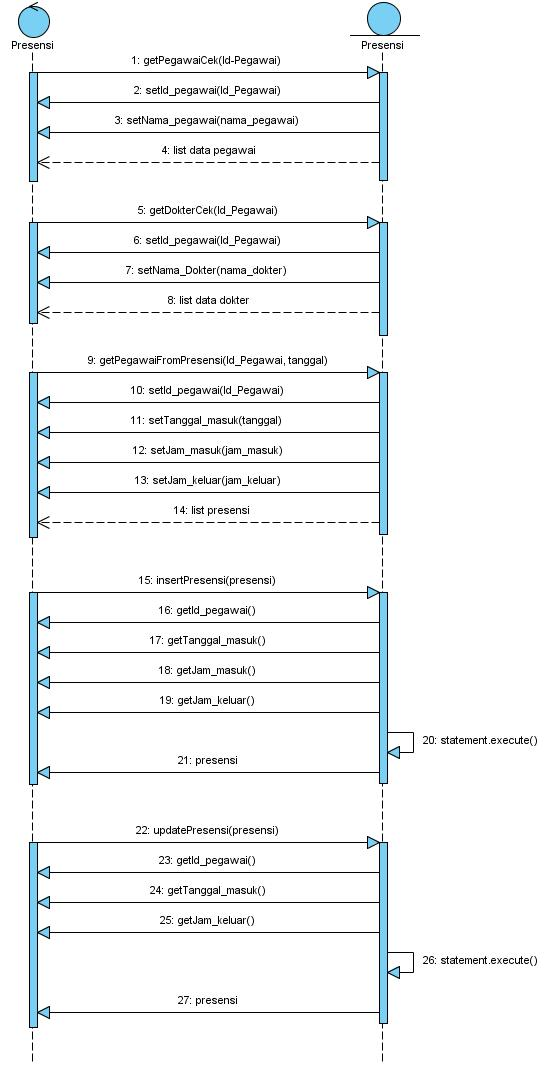 Presensi
Presensi
1: getPegawaiCek(Id-Pegawai)
2: setId_pegawai(Id_Pegawai)
3: setNama_pegawai(nama_pegawai)
4: list data pegawai
5: getDokterCek(Id_Pegawai)
6: setId_pegawai(Id_Pegawai)
7: setNama_Dokter(nama_dokter)
8: list data dokter
9: getPegawaiFromPresensi(Id_Pegawai, tanggal)
10: setId_pegawai(Id_Pegawai)
11: setTanggal_masuk(tanggal)
12: setJam_masuk(jam_masuk)
13: setJam_keluar(jam_keluar)
14: list presensi
15: insertPresensi(presensi)
16: getId_pegawai()
17: getTanggal_masuk()
18: getJam_masuk()
19: getJam_keluar()
20: statement.execute()
21: presensi
22: updatePresensi(presensi)
23: getId_pegawai()
24: getTanggal_masuk()
25: getJam_keluar()
26: statement.execute()
27: presensi